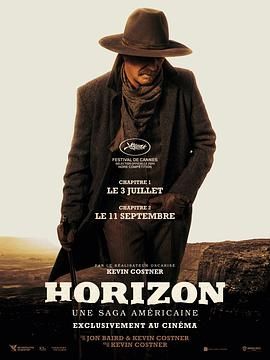 FESTIVAL DE CANNES
CHAPITRE 1
LE 3 JUILLET
CHAPITRE 2
LE 11 SEPTEMBRE
PAR LE RÉALISATEUR OSCARISÉ
KEVIN COSTNER
HORIZON
UNE SAGA AMÉRICAINE
EXCLUSIVEMENT AU CINÉMA
JON BAIRD & KEVIN COSTNER
KEVIN COSTNER